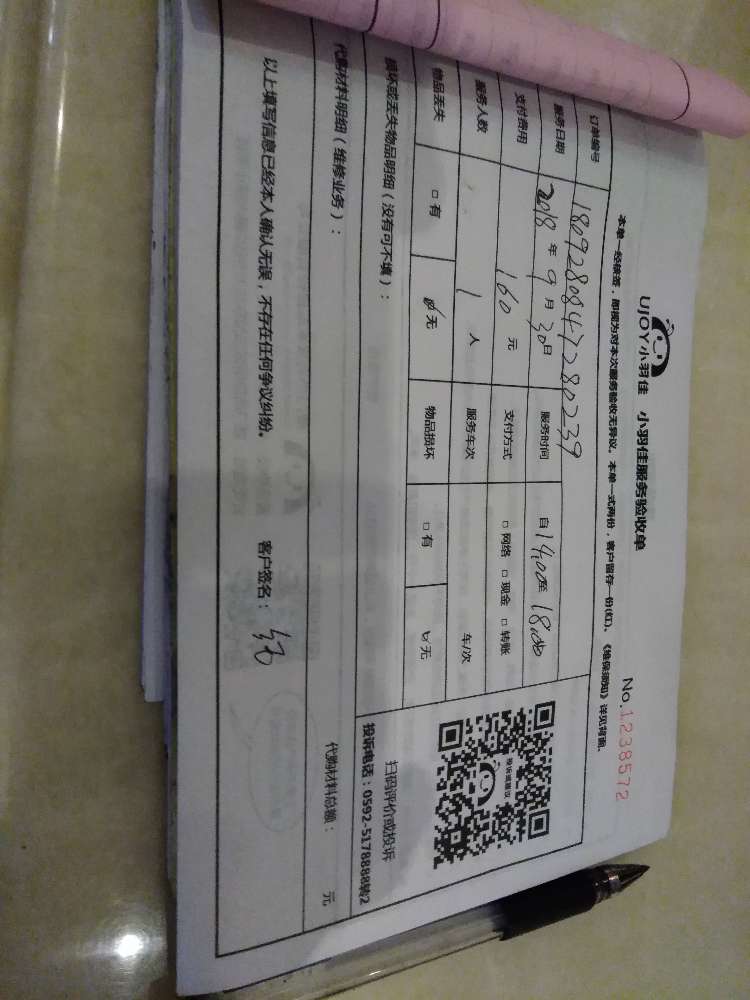 UJOY小羽佳 小羽佳服务验收单
No.1238572
本单一经确签，即视为对本次服务验收无异议。本单一式两份，客户留存一份(红)。《维保须知》详见背面。
订单编号 180928084728 0239
服务日期 2018 年 9 月 30 日 服务时间 自 14:00 至 18:00
支付费用 160 元 支付方式 □ 网络 □ 现金 □ 转账
服务人数 1 人 服务车次 车/次
物品丢失 □ 有 ☑ 无 物品损坏 □ 有 ☑ 无
投诉或建议
扫码评价或投诉
投诉电话：0592-5178888转2
损坏或丢失物品明细（没有可不填）：
代购材料明细（维修业务）：
代购材料总额： 元
以上填写信息已经本人确认无误，不存在任何争议纠纷。 客户签名：